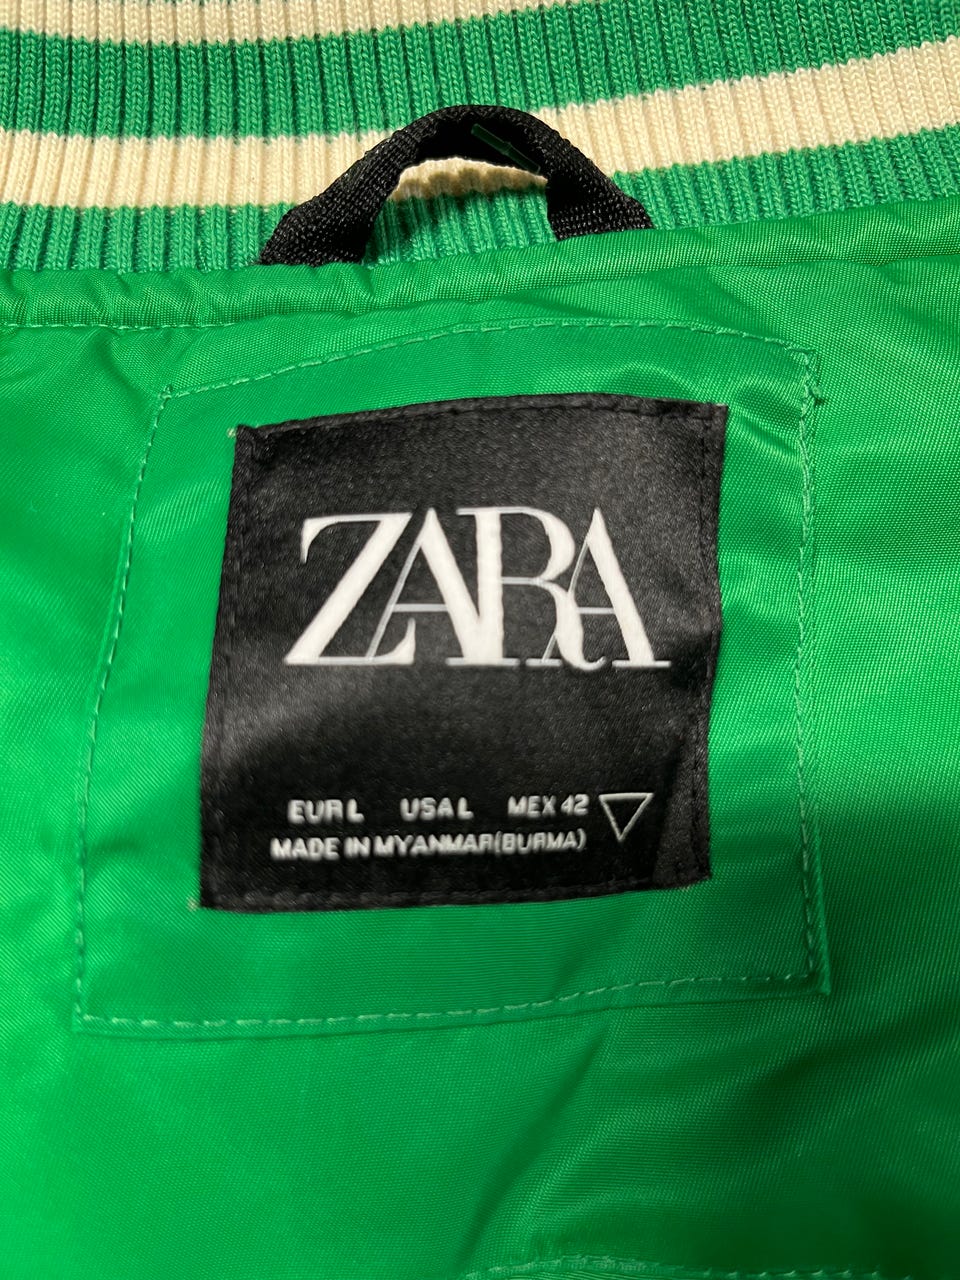 ZARA
EUR L USA L MEX 42
MADE IN MYANMAR(BURMA)